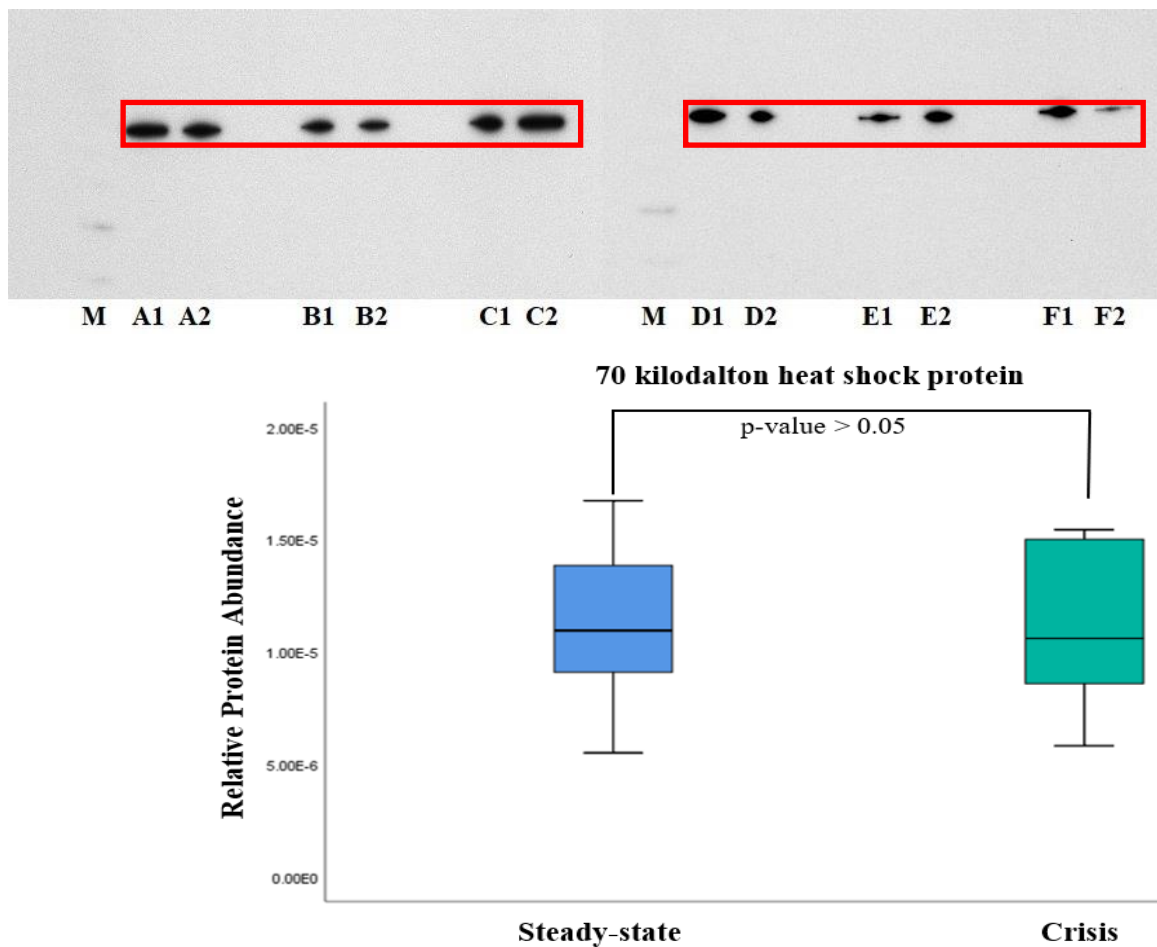 M A1 A2 B1 B2 C1 C2 M D1 D2 E1 E2 F1 F2
70 kilodalton heat shock protein
p-value > 0.05
Relative Protein Abundance
2.00E-5
1.50E-5
1.00E-5
5.00E-6
0.00E0
Steady-state Crisis